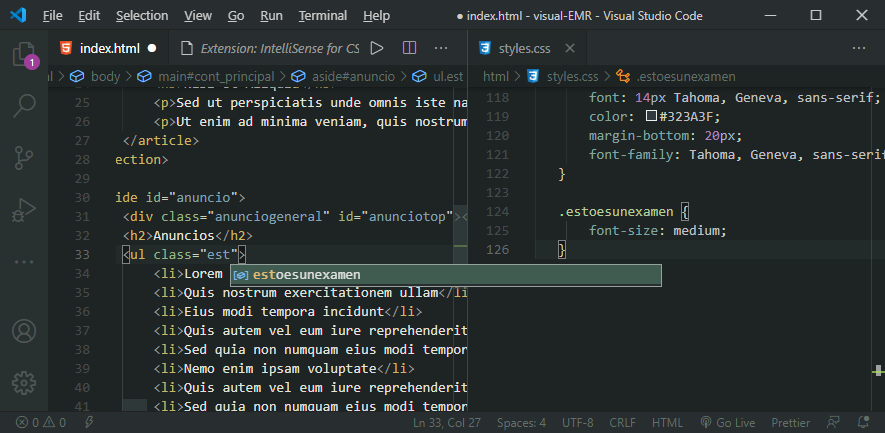 File Edit Selection View Go Run Terminal Help
● index.html - visual-EMR - Visual Studio Code
index.html ●
Extension: IntelliSense for CS
styles.css
1
l > body > main#cont_principal > aside#anuncio > ul.est
html > styles.css > .estoesunexamen
25 <p>Sed ut perspiciatis unde omnis iste na
26 <p>Ut enim ad minima veniam, quis nostrum
27 </article>
28 ection>
29
30 ide id="anuncio">
31 <div class="anunciogeneral" id="anunciotop"><
32 <h2>Anuncios</h2>
33 <ul class="est">
estoesunexamen
34 <li>Lorem
35 <li>Quis nostrum exercitationem ullam</li
36 <li>Eius modi tempora incidunt</li>
37 <li>Quis autem vel eum iure reprehenderit
38 <li>Sed quia non numquam eius modi tempor
39 <li>Nemo enim ipsam voluptate</li>
40 <li>Quis autem vel eum iure reprehenderit
41 <li>Sed quia non numquam eius modi tempor
118 font: 14px Tahoma, Geneva, sans-serif;
119 color: #323A3F;
120 margin-bottom: 20px;
121 font-family: Tahoma, Geneva, sans-serif
122 }
123
124 .estoesunexamen {
125 font-size: medium;
126 }
0 0 Ln 33, Col 27 Spaces: 4 UTF-8 CRLF HTML Go Live Prettier